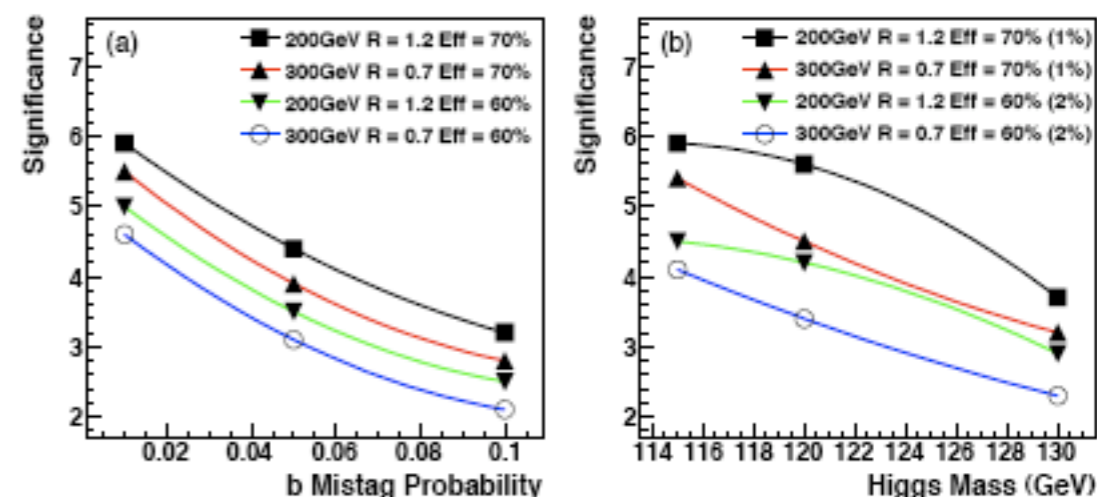 Significance
(a)
200GeV R = 1.2 Eff = 70%
300GeV R = 0.7 Eff = 70%
200GeV R = 1.2 Eff = 60%
300GeV R = 0.7 Eff = 60%
7
6
5
4
3
2
0.02 0.04 0.06 0.08 0.1
b Mistag Probability
Significance
(b)
200GeV R = 1.2 Eff = 70% (1%)
300GeV R = 0.7 Eff = 70% (1%)
200GeV R = 1.2 Eff = 60% (2%)
300GeV R = 0.7 Eff = 60% (2%)
7
6
5
4
3
2
114 116 118 120 122 124 126 128 130
Higgs Mass (GeV)